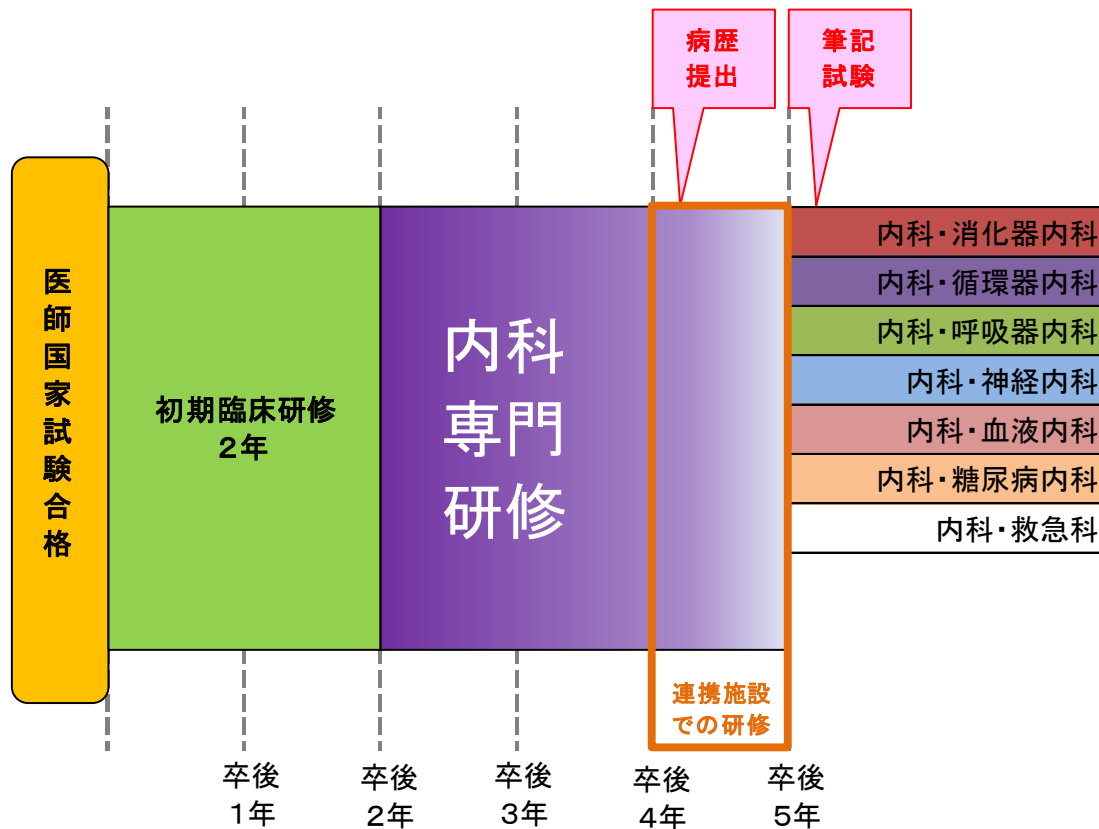 病歴
提出
筆記
試験
医師国家試験合格
初期臨床研修
2年
内科
専門
研修
内科・消化器内科
内科・循環器内科
内科・呼吸器内科
内科・神経内科
内科・血液内科
内科・糖尿病内科
内科・救急科
連携施設
での研修
卒後
1年
卒後
2年
卒後
3年
卒後
4年
卒後
5年